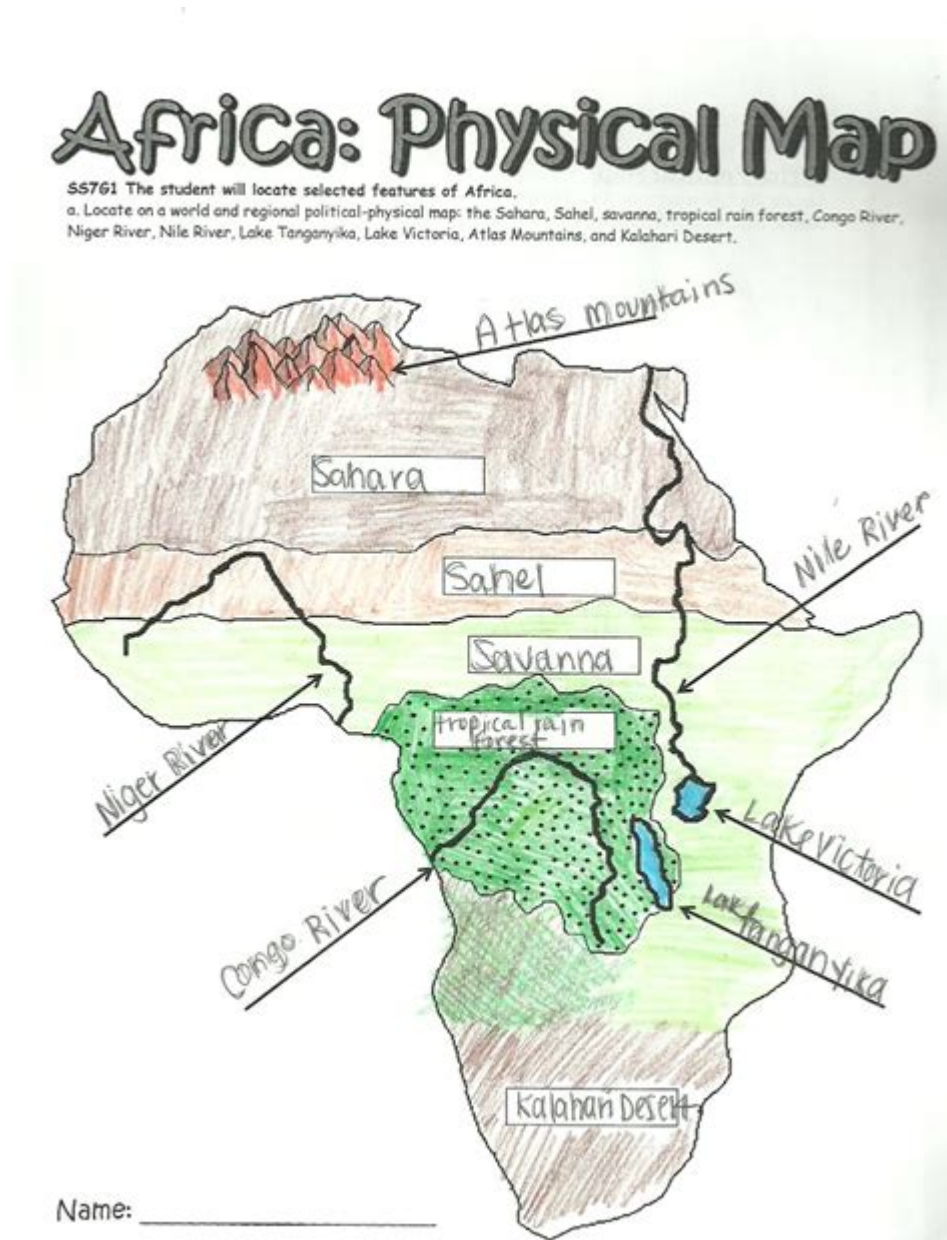 Africa: Physical Map
SS7G1 The student will locate selected features of Africa.
a. Locate on a world and regional political-physical map: the Sahara, Sahel, savanna, tropical rain forest, Congo River,
Niger River, Nile River, Lake Tanganyika, Lake Victoria, Atlas Mountains, and Kalahari Desert.
Atlas mountains
Sahara
Nile River
Sahel
Savanna
tropical rain
forest
Niger River
Lake Victoria
Congo River
Lak Tanganyika
Kalahari Desert
Name: